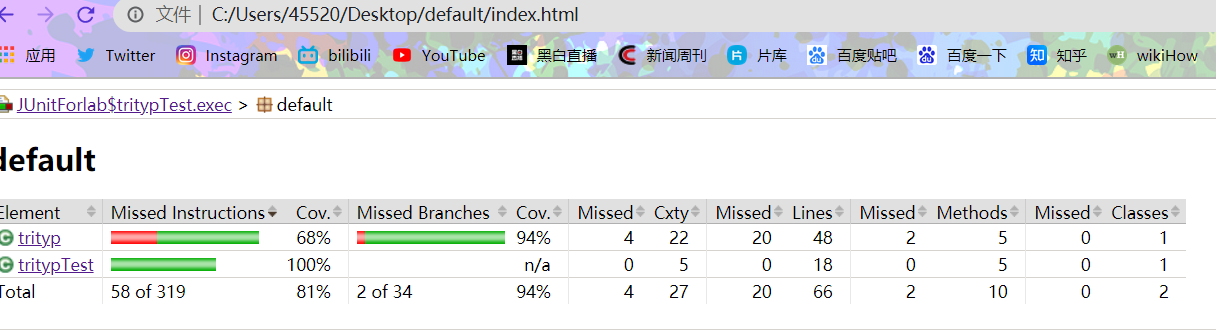 文件 | C:/Users/45520/Desktop/default/index.html
应用 Twitter Instagram bilibili YouTube 黑白直播 新闻周刊 片库 百度贴吧 百度一下 知乎 wikiHow
JUnitForlab$tritypTest.exec > default
default
Element Missed Instructions Cov. Missed Branches Cov. Missed Cxty Missed Lines Missed Methods Missed Classes
trityp 68% 94% 4 22 20 48 2 5 0 1
tritypTest 100% n/a 0 5 0 18 0 5 0 1
Total 58 of 319 81% 2 of 34 94% 4 27 20 66 2 10 0 2